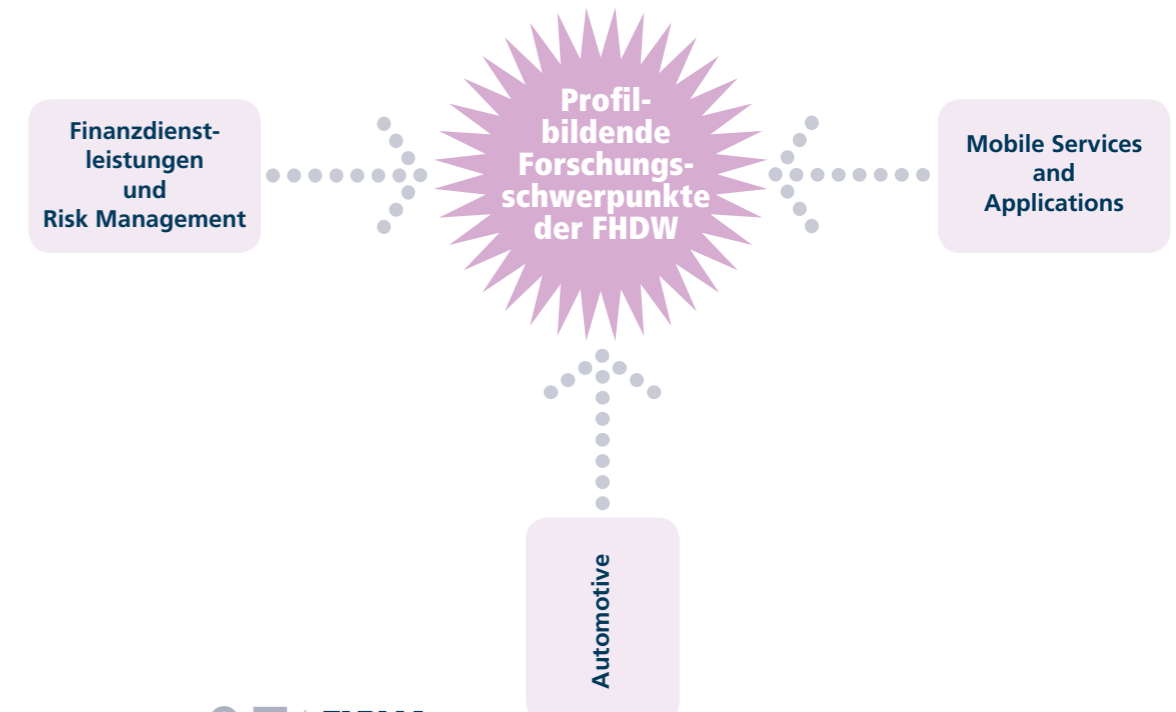 Profil-
bildende
Forschungs-
schwerpunkte
der FHDW
Finanzdienst-
leistungen
und
Risk Management
Mobile Services
and
Applications
Automotive